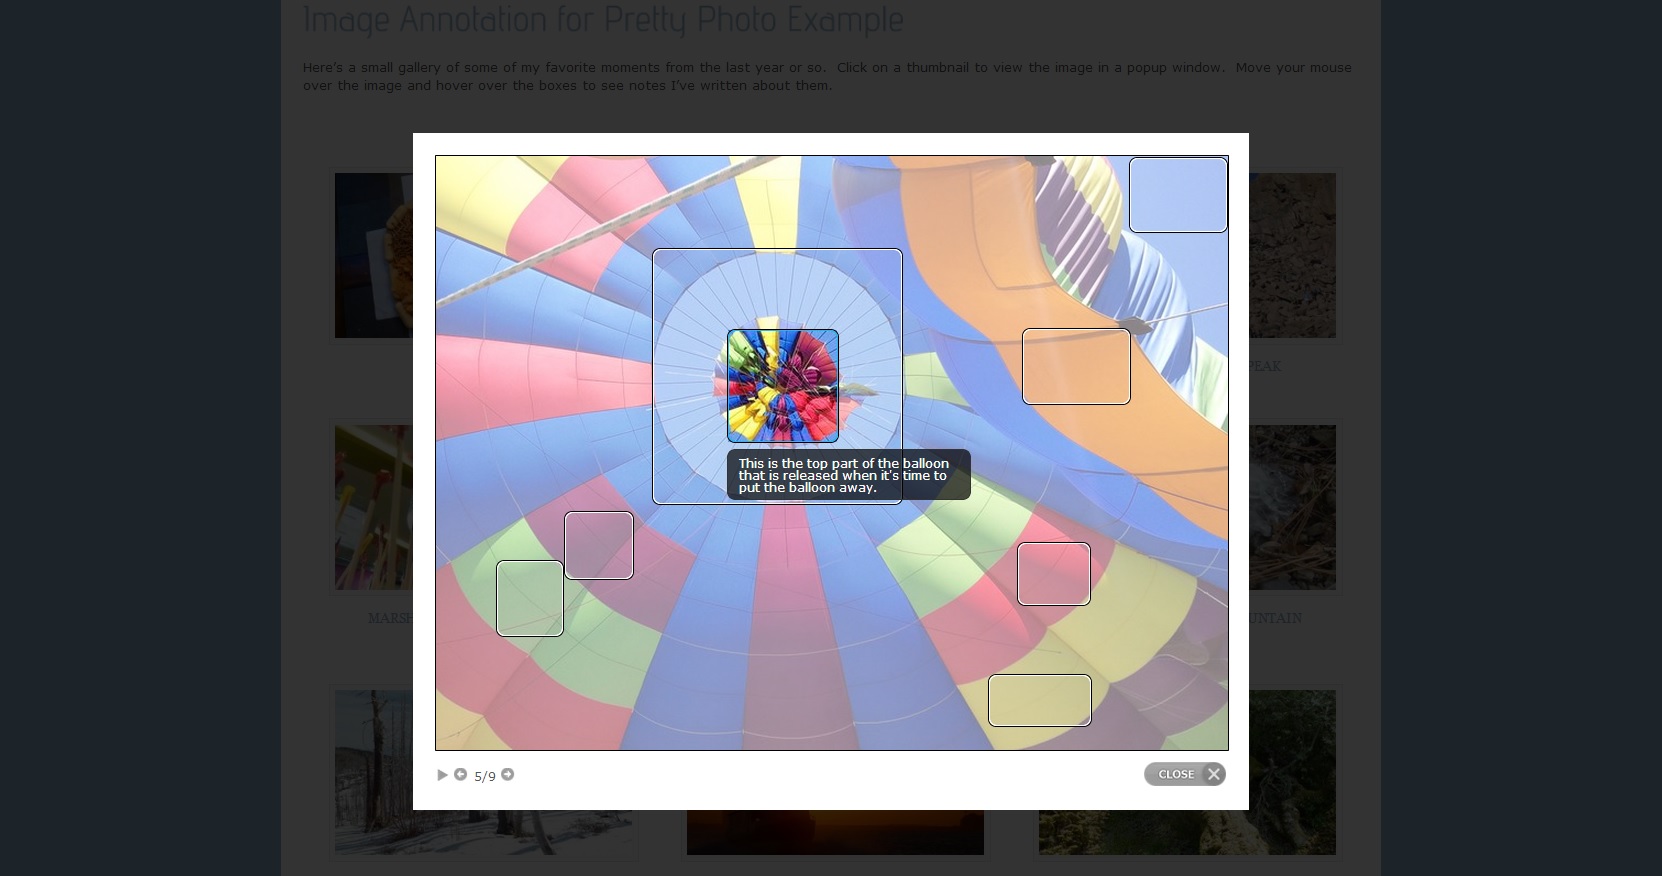 Image Annotation for Pretty Photo Example
Here's a small gallery of some of my favorite moments from the last year or so.  Click on a thumbnail to view the image in a popup window.  Move your mouse
over the image and hover over the boxes to see notes I've written about them.
PEAK
This is the top part of the balloon
that is released when it's time to
put the balloon away.
5/9
CLOSE